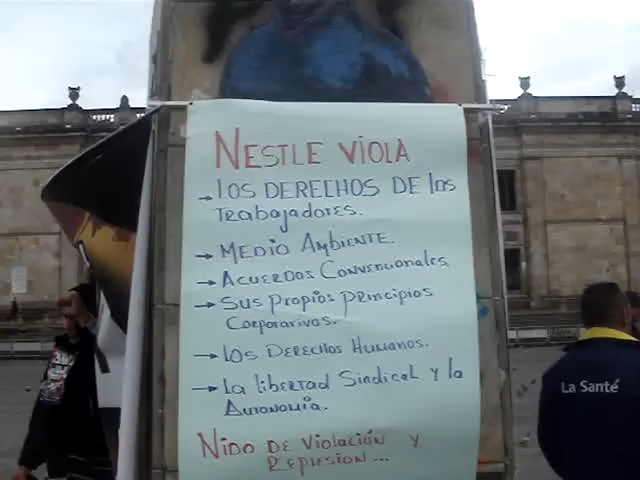 NESTLE VIOLA
→ LOS DERECHOS DE los
Trabajadores.
→ MEDIO AMBIENTE.
→ ACUERDOS CONVENCIONALES
→ SUS PROPIOS PRINCIPIOS
CORPORATIVOS.
→ LOS DERECHOS HUMANOS.
→ La libertad Sindical y la
AUTONOMIA.
NIDO DE VIOLACIÓN Y
REPRESION...
La Santé